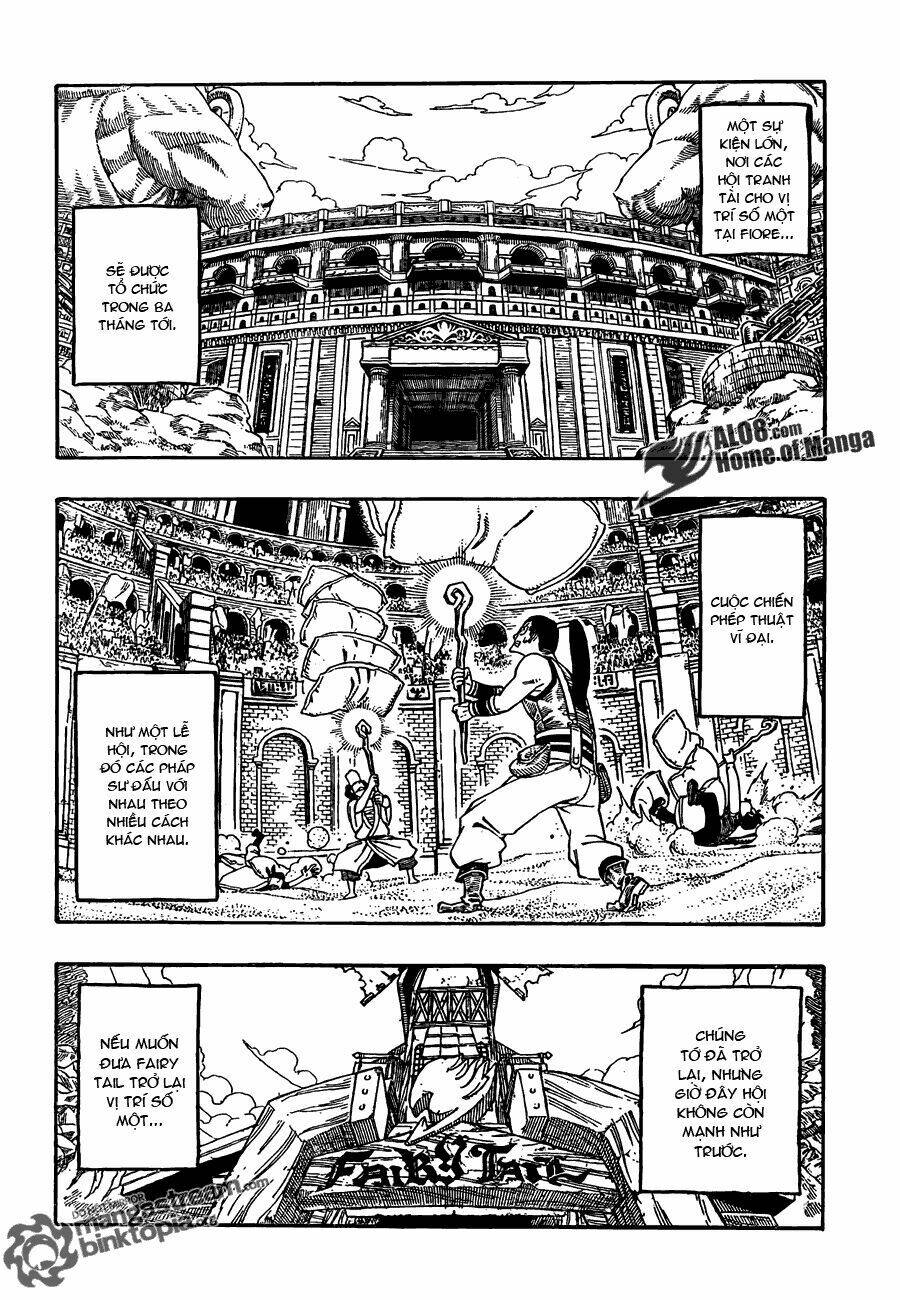 MỘT SỰ
KIỆN LỚN,
NƠI CÁC
HỘI TRANH
TÀI CHO VỊ
TRÍ SỐ MỘT
TẠI FIORE...
SẼ ĐƯỢC
TỔ CHỨC
TRONG BA
THÁNG TỚI.
AL08.com
Home of Manga
CUỘC CHIẾN
PHÉP THUẬT
VĨ ĐẠI.
NHƯ MỘT LỄ
HỘI, TRONG
ĐÓ CÁC PHÁP
SƯ ĐẤU VỚI
NHAU THEO
NHIỀU CÁCH
KHÁC NHAU.
CHÚNG
TỚ ĐÃ TRỞ
LẠI, NHƯNG
GIỜ ĐÂY HỘI
KHÔNG CÒN
MẠNH NHƯ
TRƯỚC.
NẾU MUỐN
ĐƯA FAIRY
TAIL TRỞ LẠI
VỊ TRÍ SỐ
MỘT...
FAIRY TAIL
mangastream.com
binktopia